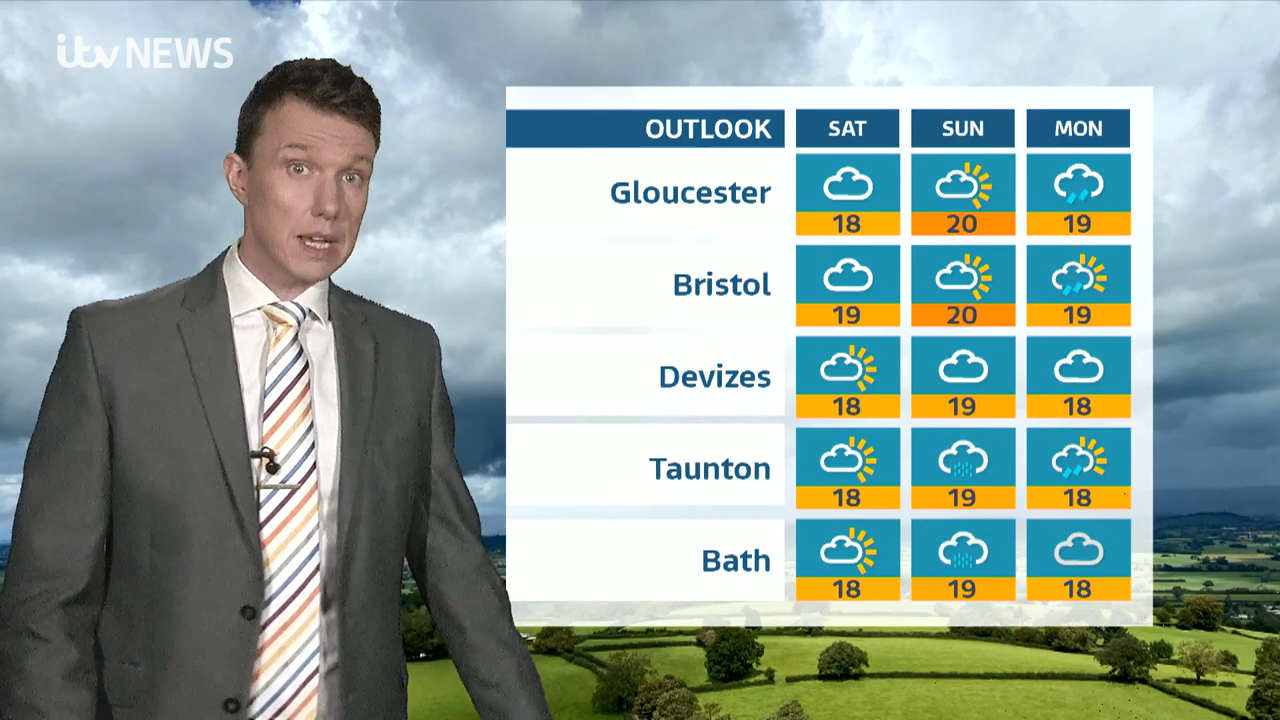 itv NEWS
OUTLOOK SAT SUN MON
Gloucester 18 20 19
Bristol 19 20 19
Devizes 18 19 18
Taunton 18 19 18
Bath 18 19 18